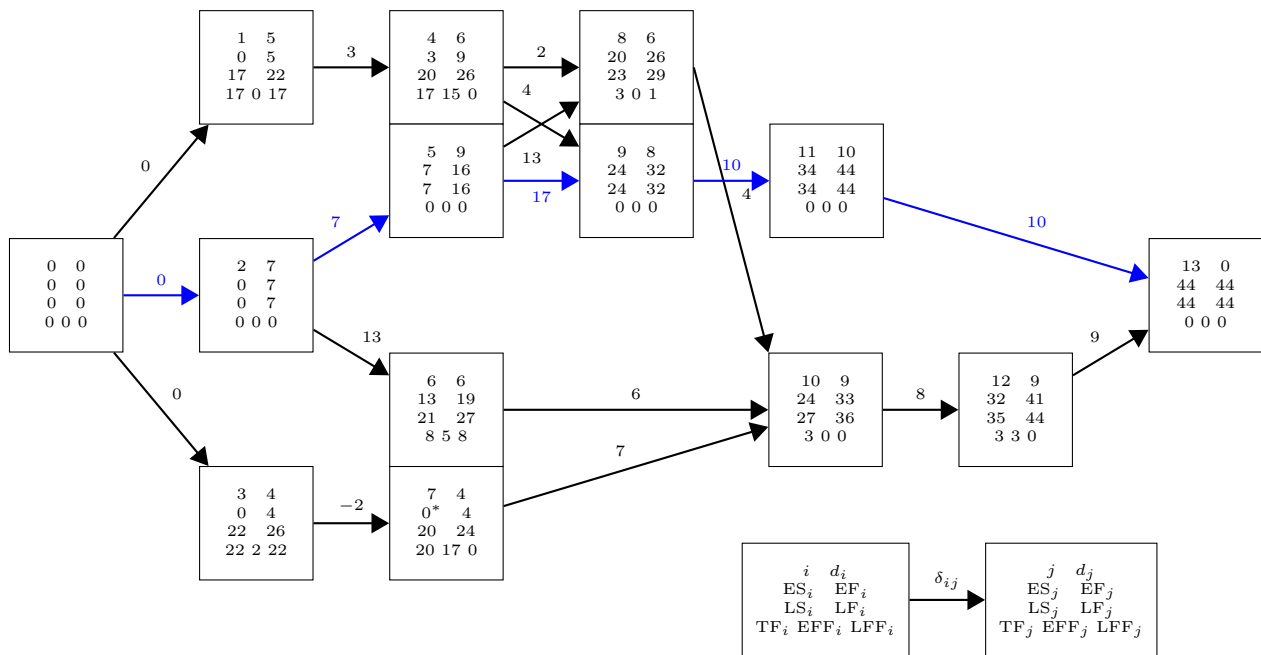 1 5
0 5
17 22
17 0 17
3
4 6
3 9
20 26
17 15 0
2
4
8 6
20 26
23 29
3 0 1
0
5 9
7 16
7 16
0 0 0
13
17
9 8
24 32
24 32
0 0 0
10
4
11 10
34 44
34 44
0 0 0
7
10
0 0
0 0
0 0
0 0 0
0
2 7
0 7
0 7
0 0 0
13 0
44 44
44 44
0 0 0
13
9
0
6 6
13 19
21 27
8 5 8
6
10 9
24 33
27 36
3 0 0
8
12 9
32 41
35 44
3 3 0
7
3 4
0 4
22 26
22 2 22
−2
7 4
0* 4
20 24
20 17 0
i d_i
ES_i EF_i
LS_i LF_i
TF_i EFF_i LFF_i
δ_ij
j d_j
ES_j EF_j
LS_j LF_j
TF_j EFF_j LFF_j